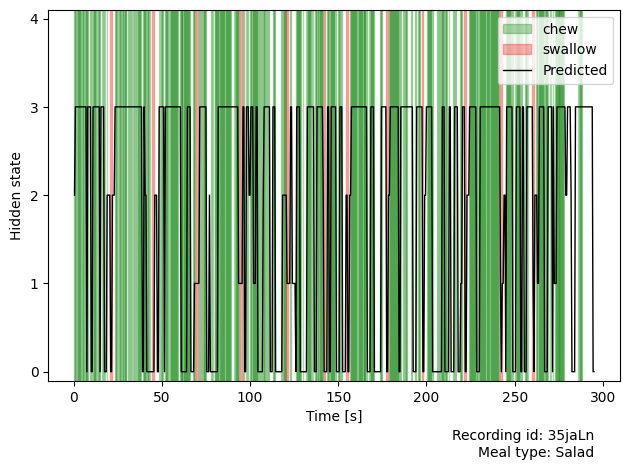 4
3
2
1
0
Hidden state
chew
swallow
Predicted
0 50 100 150 200 250 300
Time [s]
Recording id: 35jaLn
Meal type: Salad